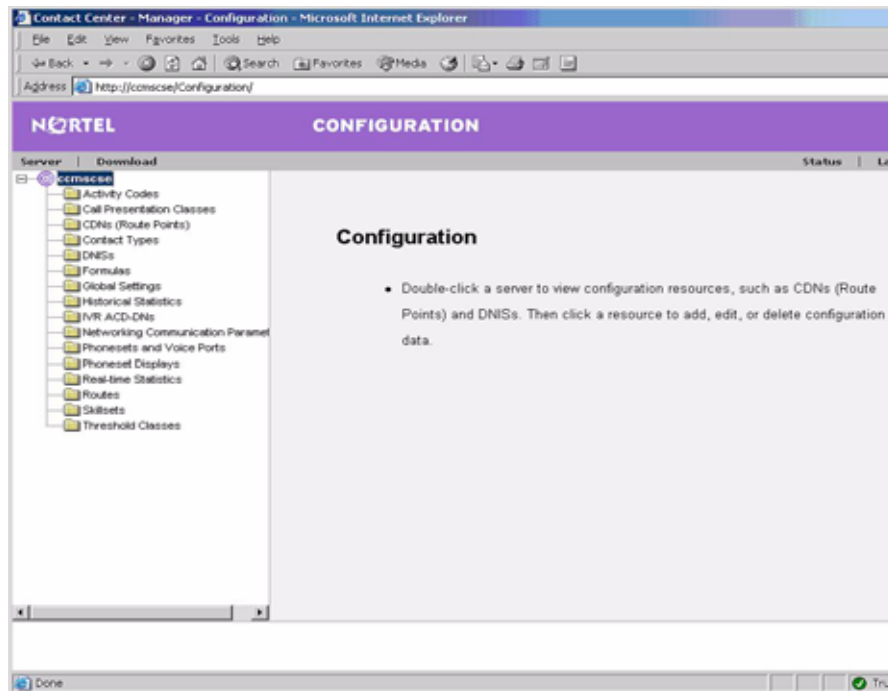 Contact Center - Manager - Configuration - Microsoft Internet Explorer
File Edit View Favorites Tools Help
Back Search Favorites Media
Address http://ccmscse/Configuration/
NORTEL CONFIGURATION
Server | Download Status | La
ccmscse
Activity Codes
Call Presentation Classes
CDNs (Route Points)
Contact Types
DNISs
Formulas
Global Settings
Historical Statistics
IVR ACD-DNs
Networking Communication Paramet
Phonesets and Voice Ports
Phoneset Displays
Real-time Statistics
Routes
Skillsets
Threshold Classes
Configuration
• Double-click a server to view configuration resources, such as CDNs (Route
Points) and DNISs. Then click a resource to add, edit, or delete configuration
data.
Done Tru